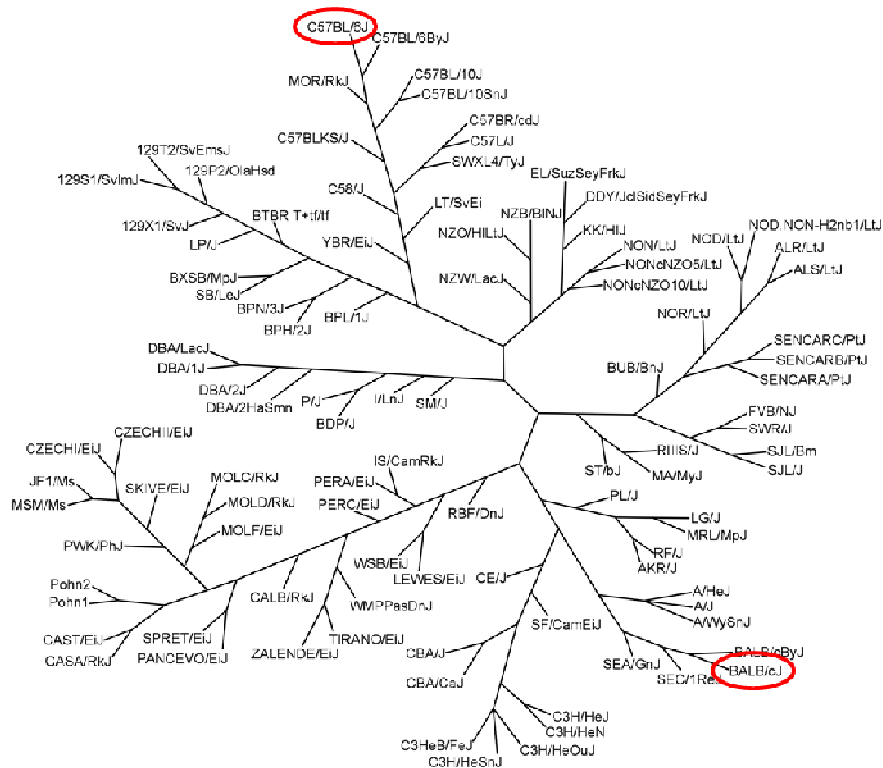 C57BL/6J
C57BL/6ByJ
MOR/RkJ
C57BL/10J
C57BL/10SnJ
C57BR/cdJ
C57BLKS/J
C57L/J
SWXL4/TyJ
129T2/SvEmsJ
129P2/OlaHsd
129S1/SvImJ
EL/SuzSeyFrkJ
DDY/JclSidSeyFrkJ
C58/J
LT/SvEi
129X1/SvJ
BTBR T+tf/tf
NZB/BINJ
NZO/HILtJ
KK/HIJ
NOD.NON-H2nb1/LtJ
NOD/LtJ
LP/J
YBR/EiJ
NON/LtJ
ALR/LtJ
NONcNZO5/LtJ
ALS/LtJ
BXSB/MpJ
NZW/LacJ
NONcNZO10/LtJ
SB/LeJ
BPN/3J
BPH/2J
BPL/1J
NOR/LtJ
SENCARC/PtJ
DBA/LacJ
SENCARB/PtJ
DBA/1J
BUB/BnJ
SENCARA/PtJ
DBA/2J
DBA/2HaSmn
P/J
I/LnJ
SM/J
BDP/J
FVB/NJ
SWR/J
CZECHII/EiJ
CZECHI/EiJ
RIIIS/J
SJL/Bm
IS/CamRkJ
ST/bJ
MA/MyJ
SJL/J
JF1/Ms
SKIVE/EiJ
MOLC/RkJ
PERA/EiJ
MSM/Ms
MOLD/RkJ
PERC/EiJ
RBF/DnJ
PL/J
LG/J
MOLF/EiJ
MRL/MpJ
PWK/PhJ
WSB/EiJ
RF/J
AKR/J
LEWES/EiJ
CE/J
Pohn2
Pohn1
CALB/RkJ
WMPPasDnJ
A/HeJ
A/J
A/WySnJ
CAST/EiJ
SPRET/EiJ
TIRANO/EiJ
SF/CamEiJ
CASA/RkJ
PANCEVO/EiJ
ZALENDE/EiJ
CBA/J
SEA/GnJ
BALB/cByJ
BALB/cJ
SEC/1ReJ
CBA/CaJ
C3H/HeJ
C3H/HeN
C3HeB/FeJ
C3H/HeOuJ
C3H/HeSnJ